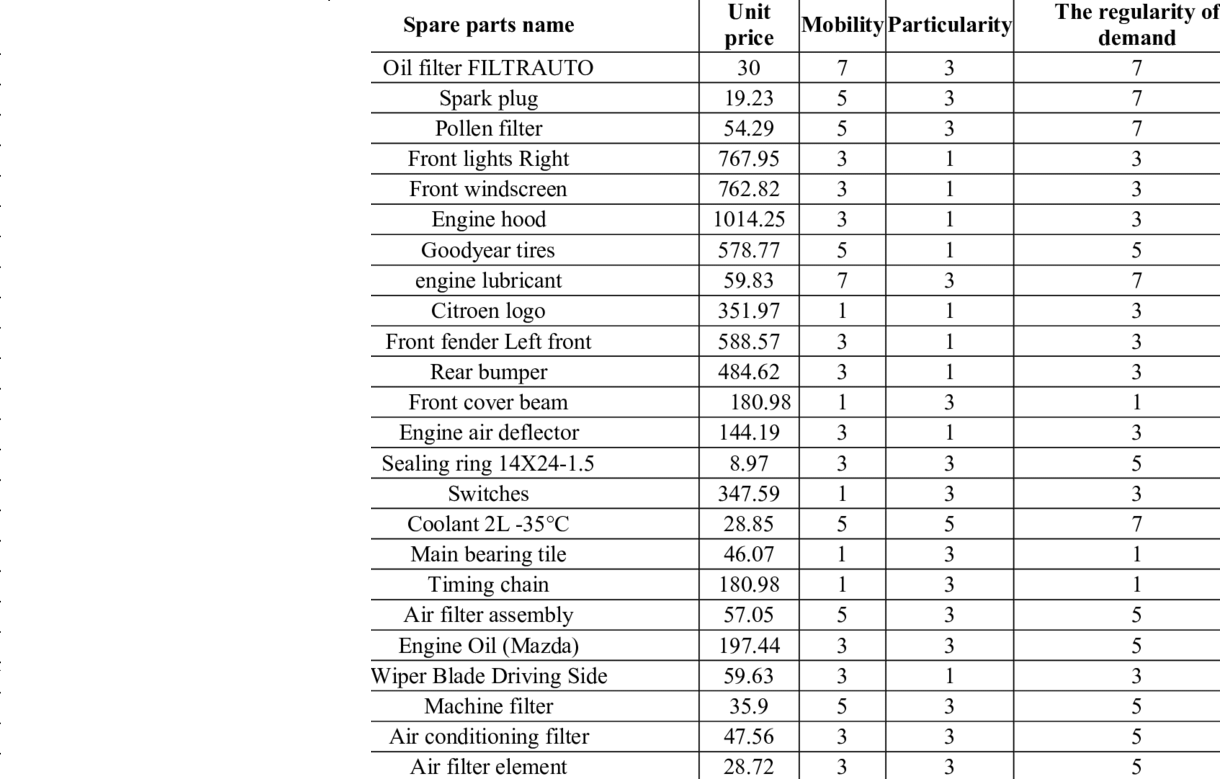 Spare parts name Unit price Mobility Particularity The regularity of demand
Oil filter FILTRAUTO 30 7 3 7
Spark plug 19.23 5 3 7
Pollen filter 54.29 5 3 7
Front lights Right 767.95 3 1 3
Front windscreen 762.82 3 1 3
Engine hood 1014.25 3 1 3
Goodyear tires 578.77 5 1 5
engine lubricant 59.83 7 3 7
Citroen logo 351.97 1 1 3
Front fender Left front 588.57 3 1 3
Rear bumper 484.62 3 1 3
Front cover beam 180.98 1 3 1
Engine air deflector 144.19 3 1 3
Sealing ring 14X24-1.5 8.97 3 3 5
Switches 347.59 1 3 3
Coolant 2L -35°C 28.85 5 5 7
Main bearing tile 46.07 1 3 1
Timing chain 180.98 1 3 1
Air filter assembly 57.05 5 3 5
Engine Oil (Mazda) 197.44 3 3 5
Wiper Blade Driving Side 59.63 3 1 3
Machine filter 35.9 5 3 5
Air conditioning filter 47.56 3 3 5
Air filter element 28.72 3 3 5